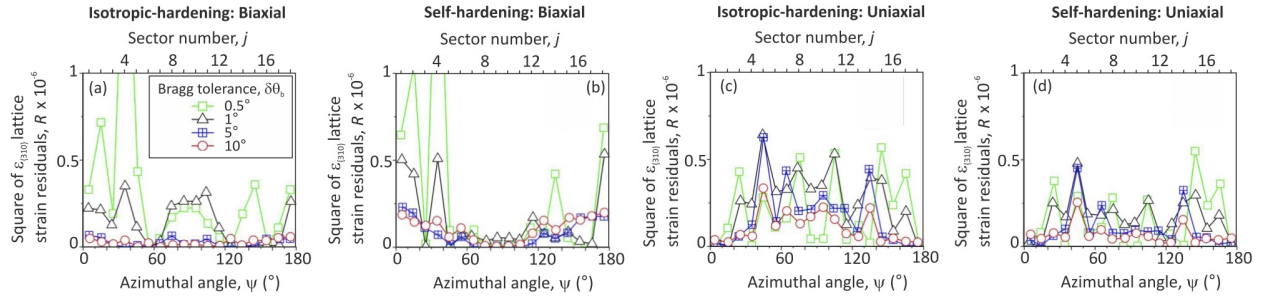 Isotropic-hardening: Biaxial
Sector number, j
4 8 12 16
(a)
Bragg tolerance, δθb
0.5°
1°
5°
10°
1
0.5
0
0 60 120 180
Square of ε{310} lattice
strain residuals, R x 10-6
Azimuthal angle, ψ (°)
Self-hardening: Biaxial
Sector number, j
4 8 12 16
(b)
1
0.5
0
0 60 120 180
Square of ε{310} lattice
strain residuals, R x 10-6
Azimuthal angle, ψ (°)
Isotropic-hardening: Uniaxial
Sector number, j
4 8 12 16
(c)
1
0.5
0
0 60 120 180
Square of ε{310} lattice
strain residuals, R x 10-6
Azimuthal angle, ψ (°)
Self-hardening: Uniaxial
Sector number, j
4 8 12 16
(d)
1
0.5
0
0 60 120 180
Square of ε{310} lattice
strain residuals, R x 10-6
Azimuthal angle, ψ (°)